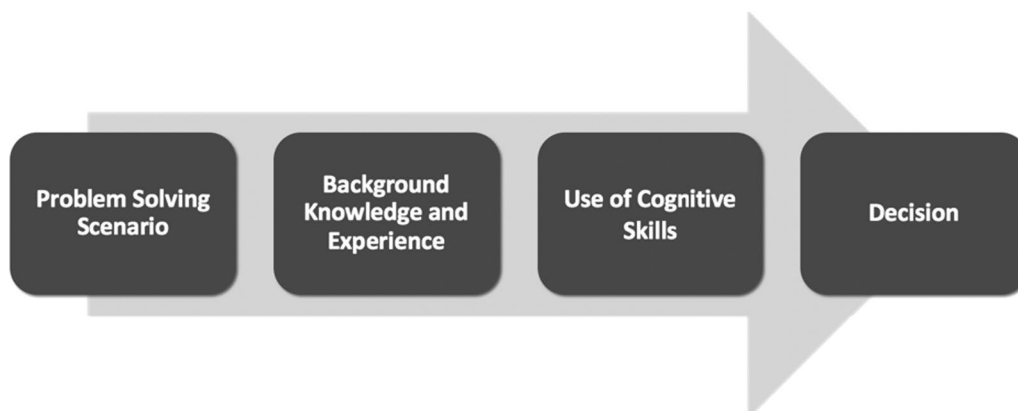 Problem Solving
Scenario
Background
Knowledge and
Experience
Use of Cognitive
Skills
Decision